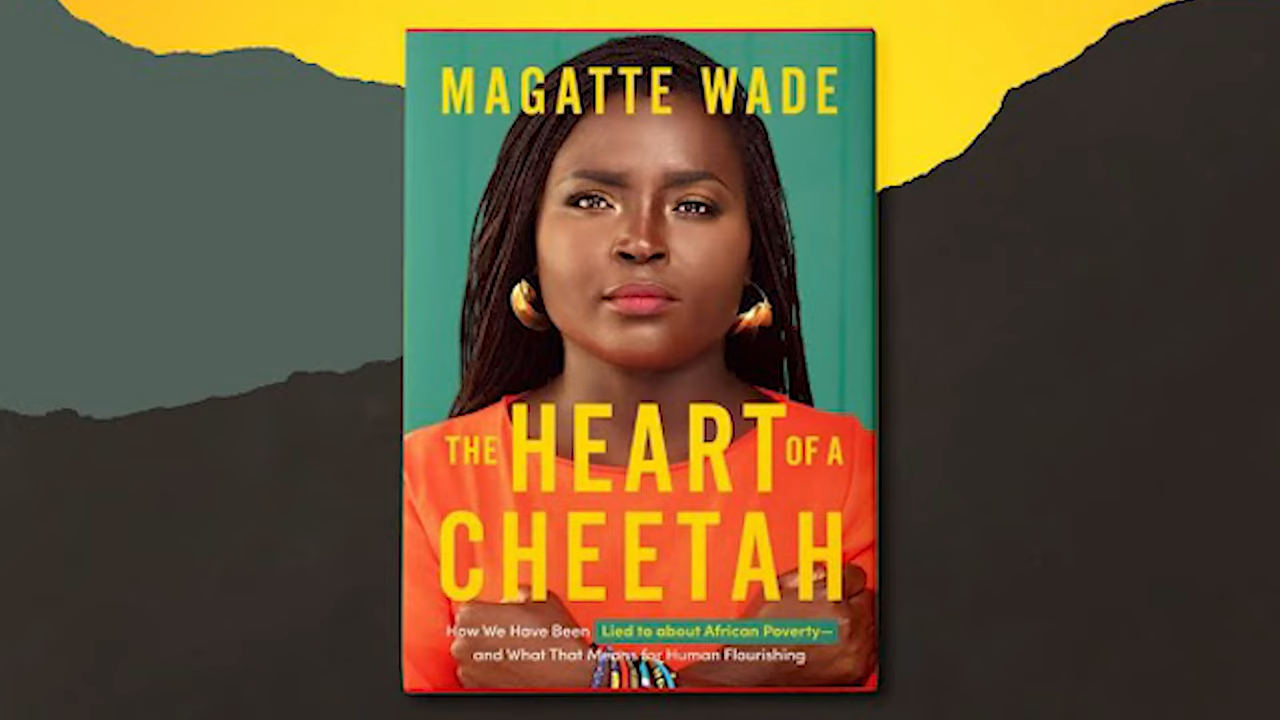 MAGATTE WADE
THE HEART OF A
CHEETAH
How We Have Been Lied to about African Poverty—
and What That Means for Human Flourishing